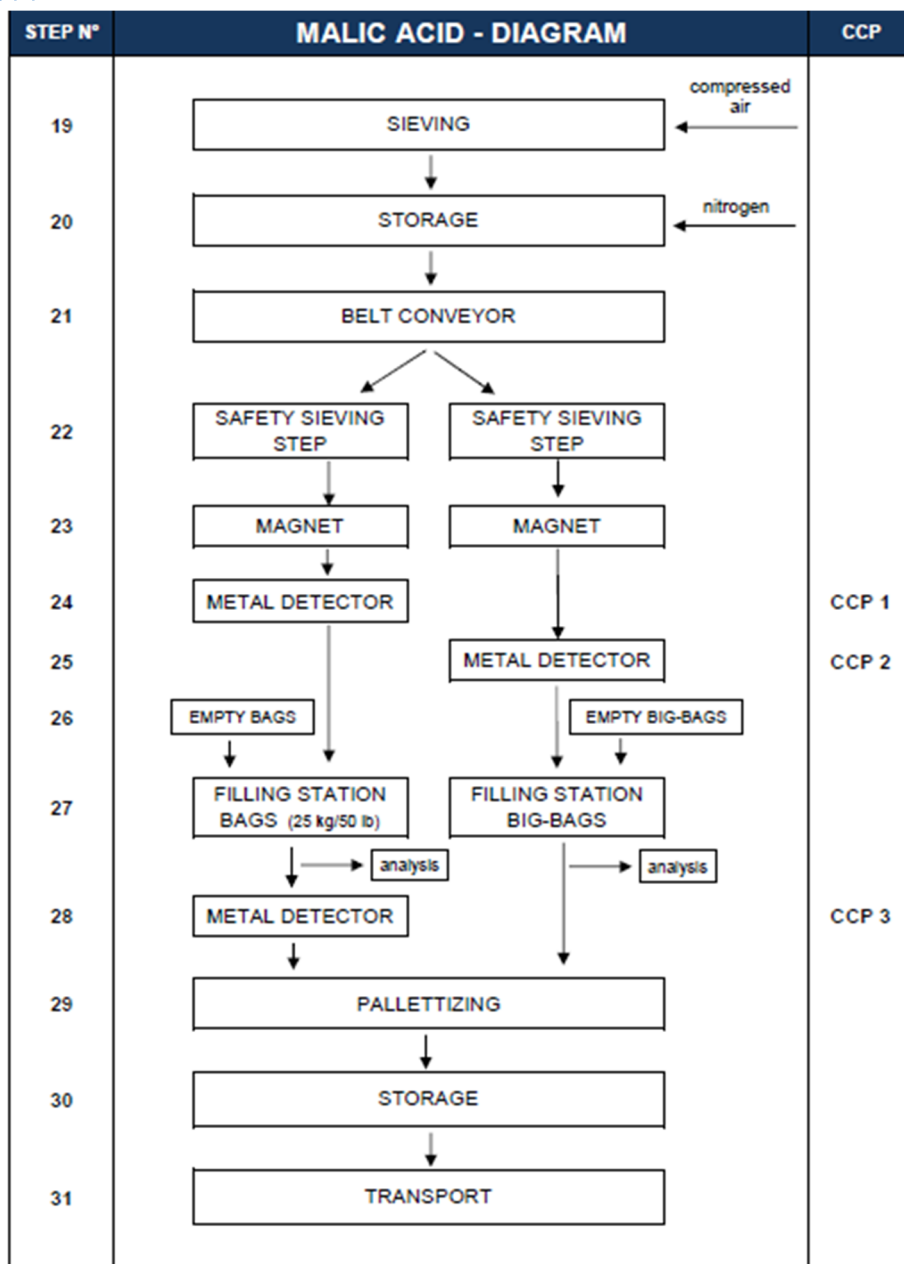 STEP Nº MALIC ACID - DIAGRAM CCP
compressed
air
19 SIEVING
20 STORAGE nitrogen
21 BELT CONVEYOR
22 SAFETY SIEVING STEP SAFETY SIEVING STEP
23 MAGNET MAGNET
24 METAL DETECTOR CCP 1
25 METAL DETECTOR CCP 2
26 EMPTY BAGS EMPTY BIG-BAGS
27 FILLING STATION BAGS (25 kg/50 lb) FILLING STATION BIG-BAGS
analysis analysis
28 METAL DETECTOR CCP 3
29 PALLETTIZING
30 STORAGE
31 TRANSPORT